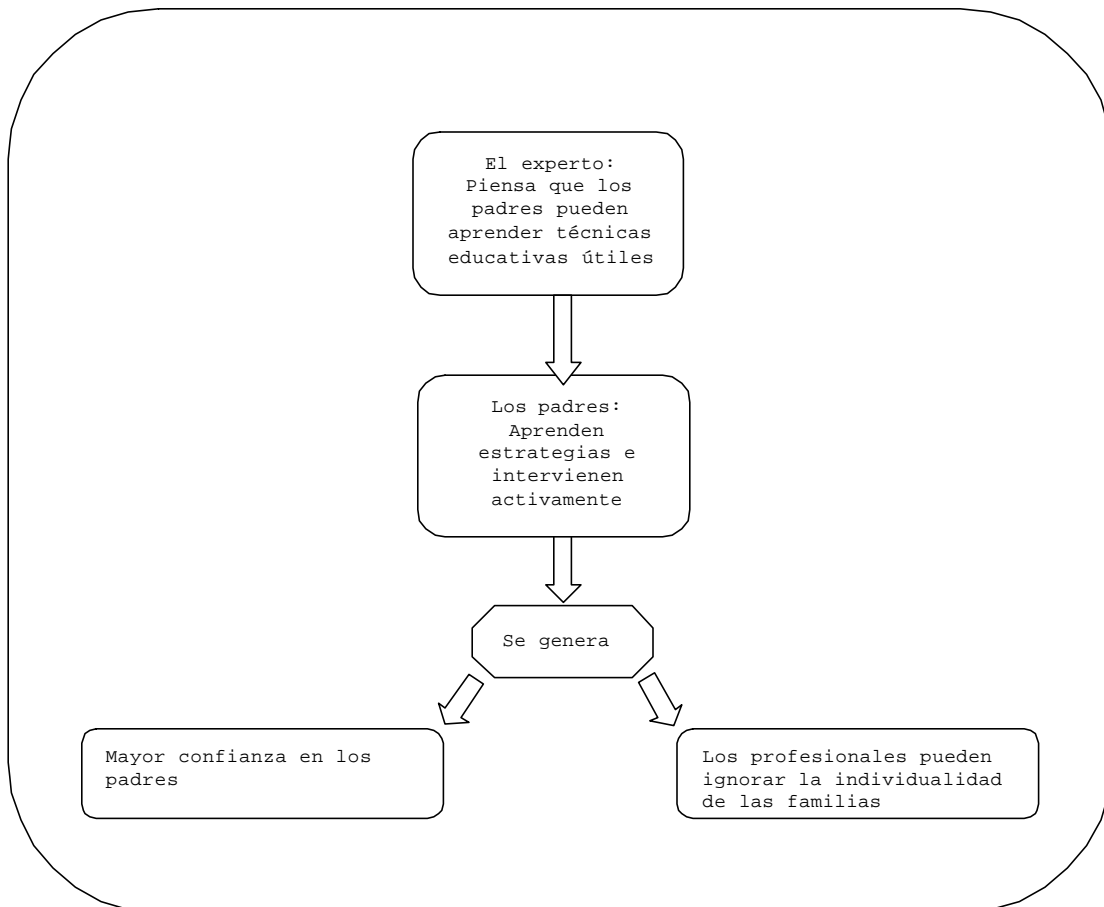 El experto:
Piensa que los
padres pueden
aprender técnicas
educativas útiles
Los padres:
Aprenden
estrategias e
intervienen
activamente
Se genera
Mayor confianza en los
padres
Los profesionales pueden
ignorar la individualidad
de las familias